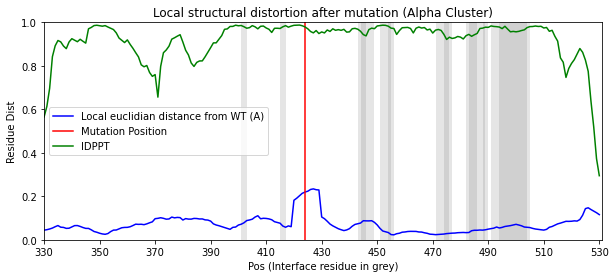 Local structural distortion after mutation (Alpha Cluster)
1.0
0.8
0.6
0.4
0.2
0.0
Residue Dist
Local euclidian distance from WT (A)
Mutation Position
IDPPT
330
350
370
390
410
430
450
470
490
510
530
Pos (Interface residue in grey)